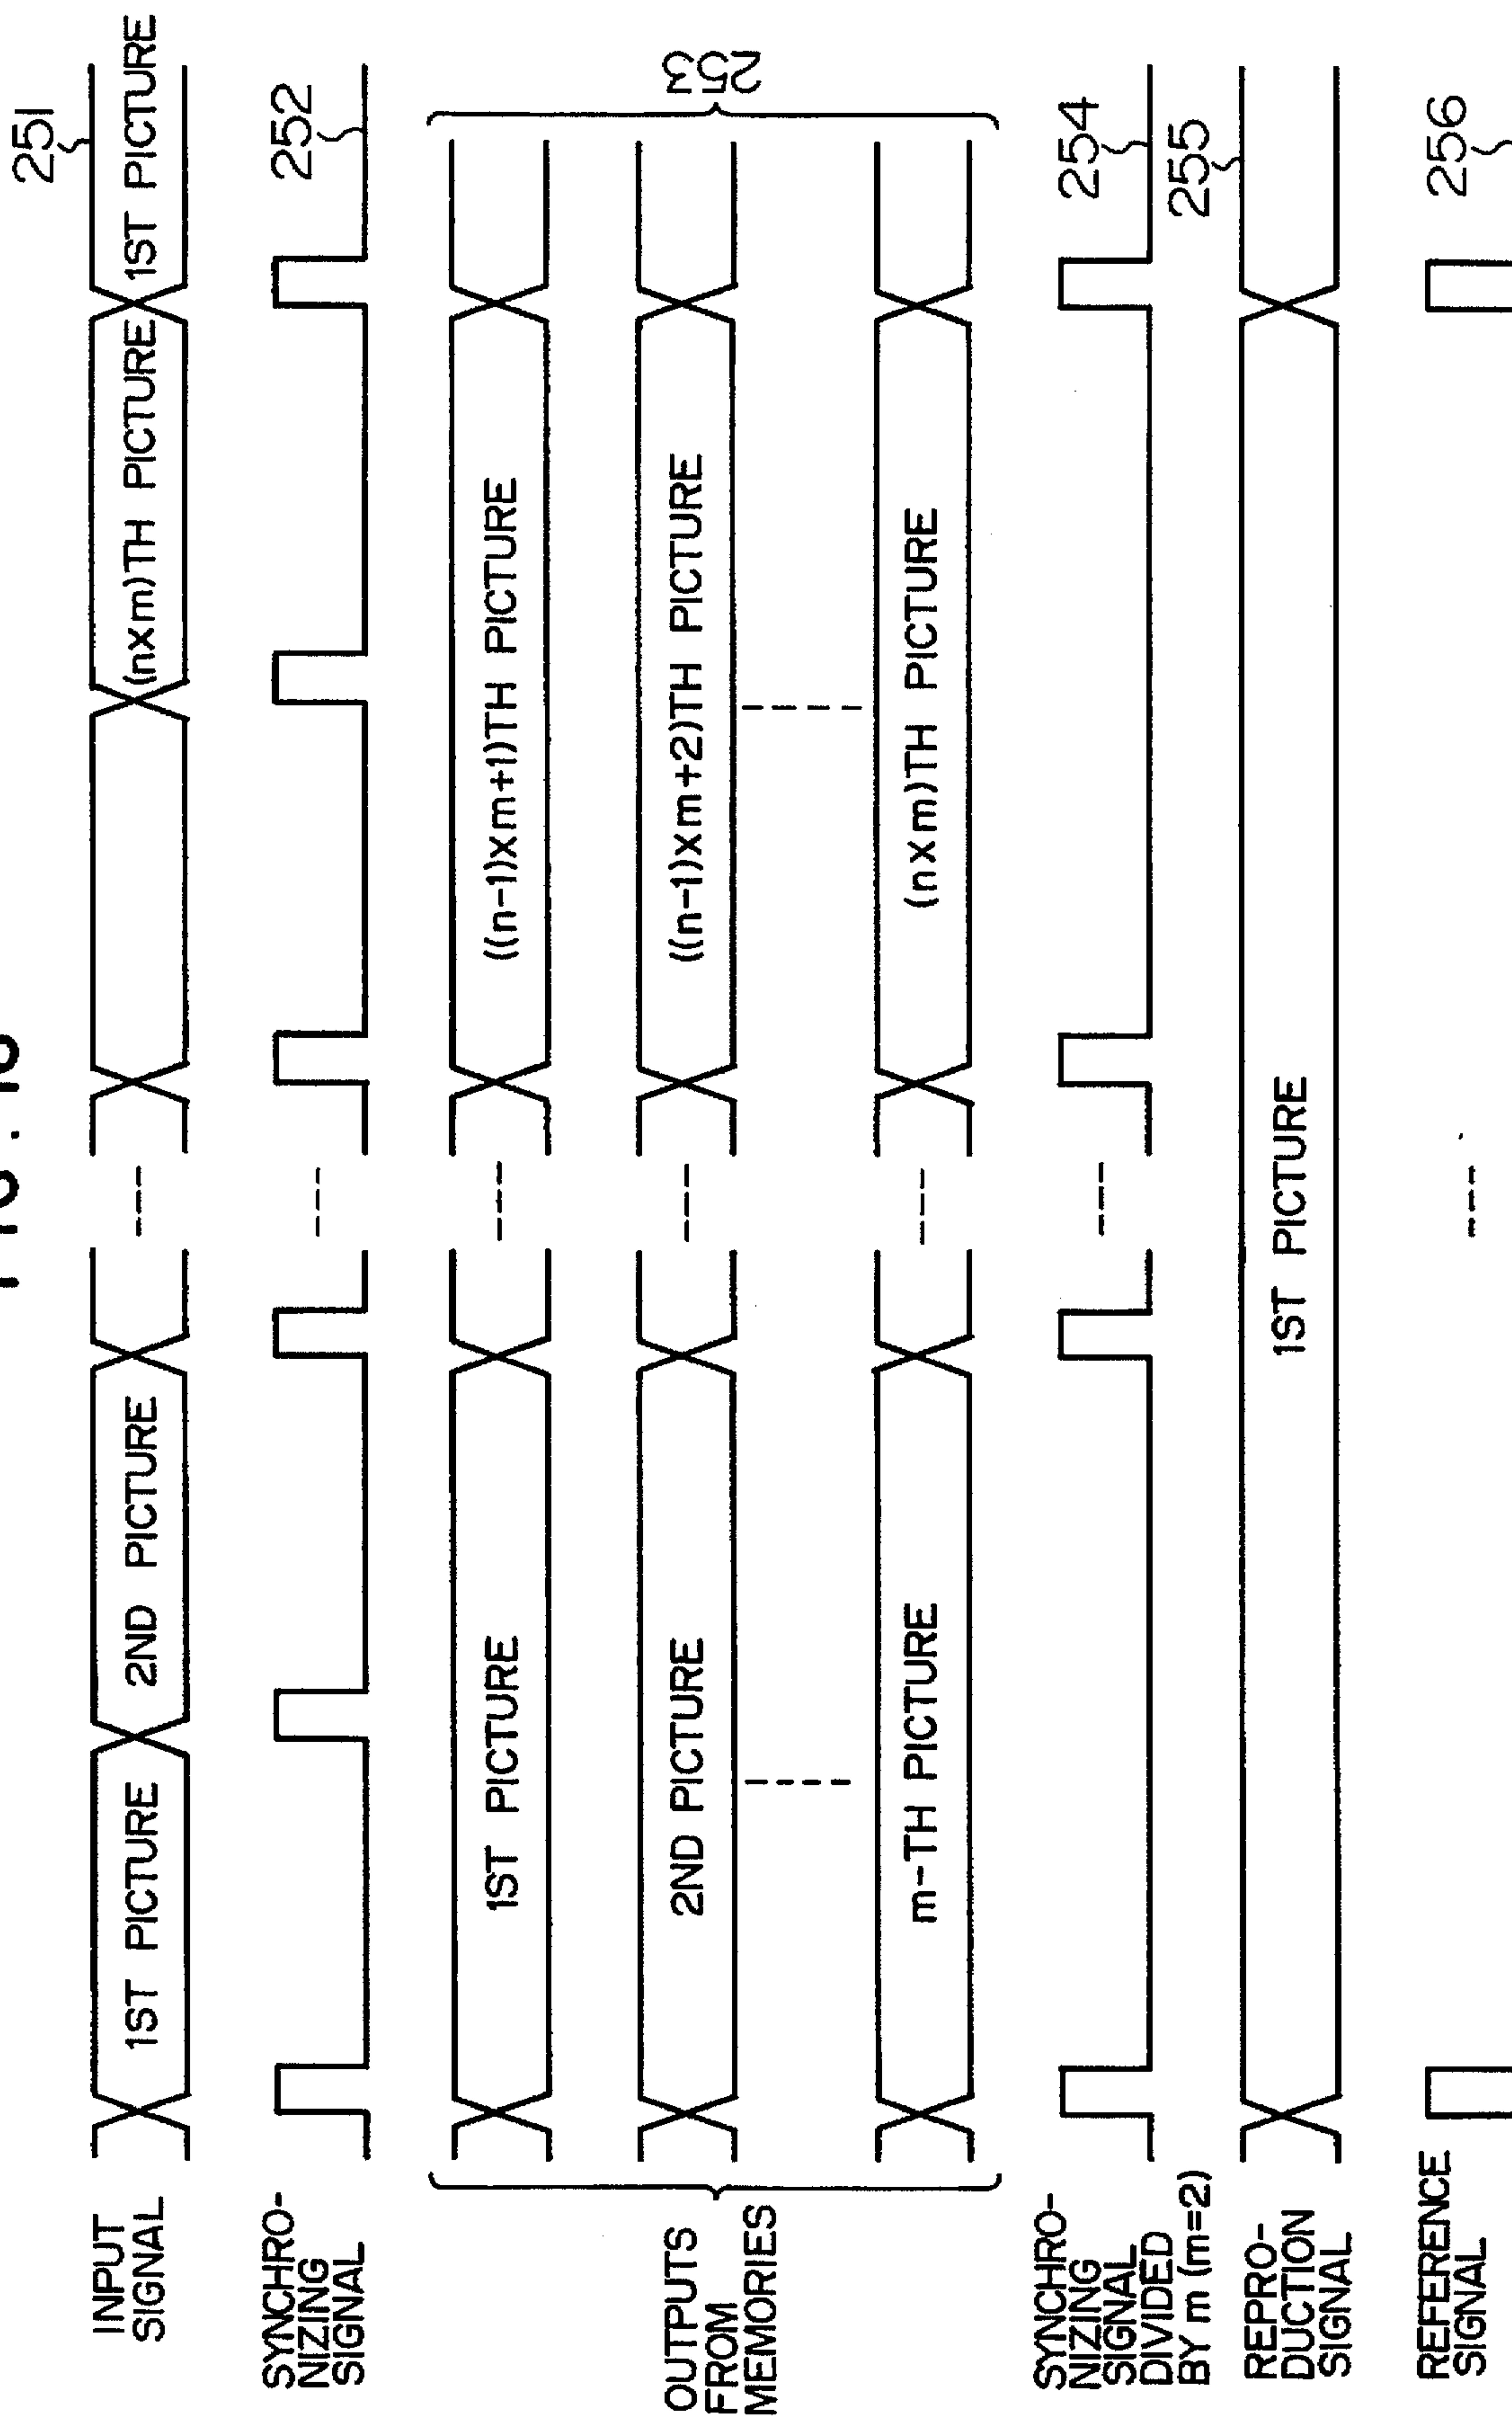 INPUT
SIGNAL
1ST PICTURE
2ND PICTURE
(n×m)TH PICTURE
1ST PICTURE
251
SYNCHRO-
NIZING
SIGNAL
252
OUTPUTS
FROM
MEMORIES
1ST PICTURE
((n-1)×m+1)TH PICTURE
2ND PICTURE
((n-1)×m+2)TH PICTURE
m-TH PICTURE
(n×m)TH PICTURE
253
SYNCHRO-
NIZING
SIGNAL
DIVIDED
BY m (m=2)
254
REPRO-
DUCTION
SIGNAL
1ST PICTURE
255
REFERENCE
SIGNAL
256